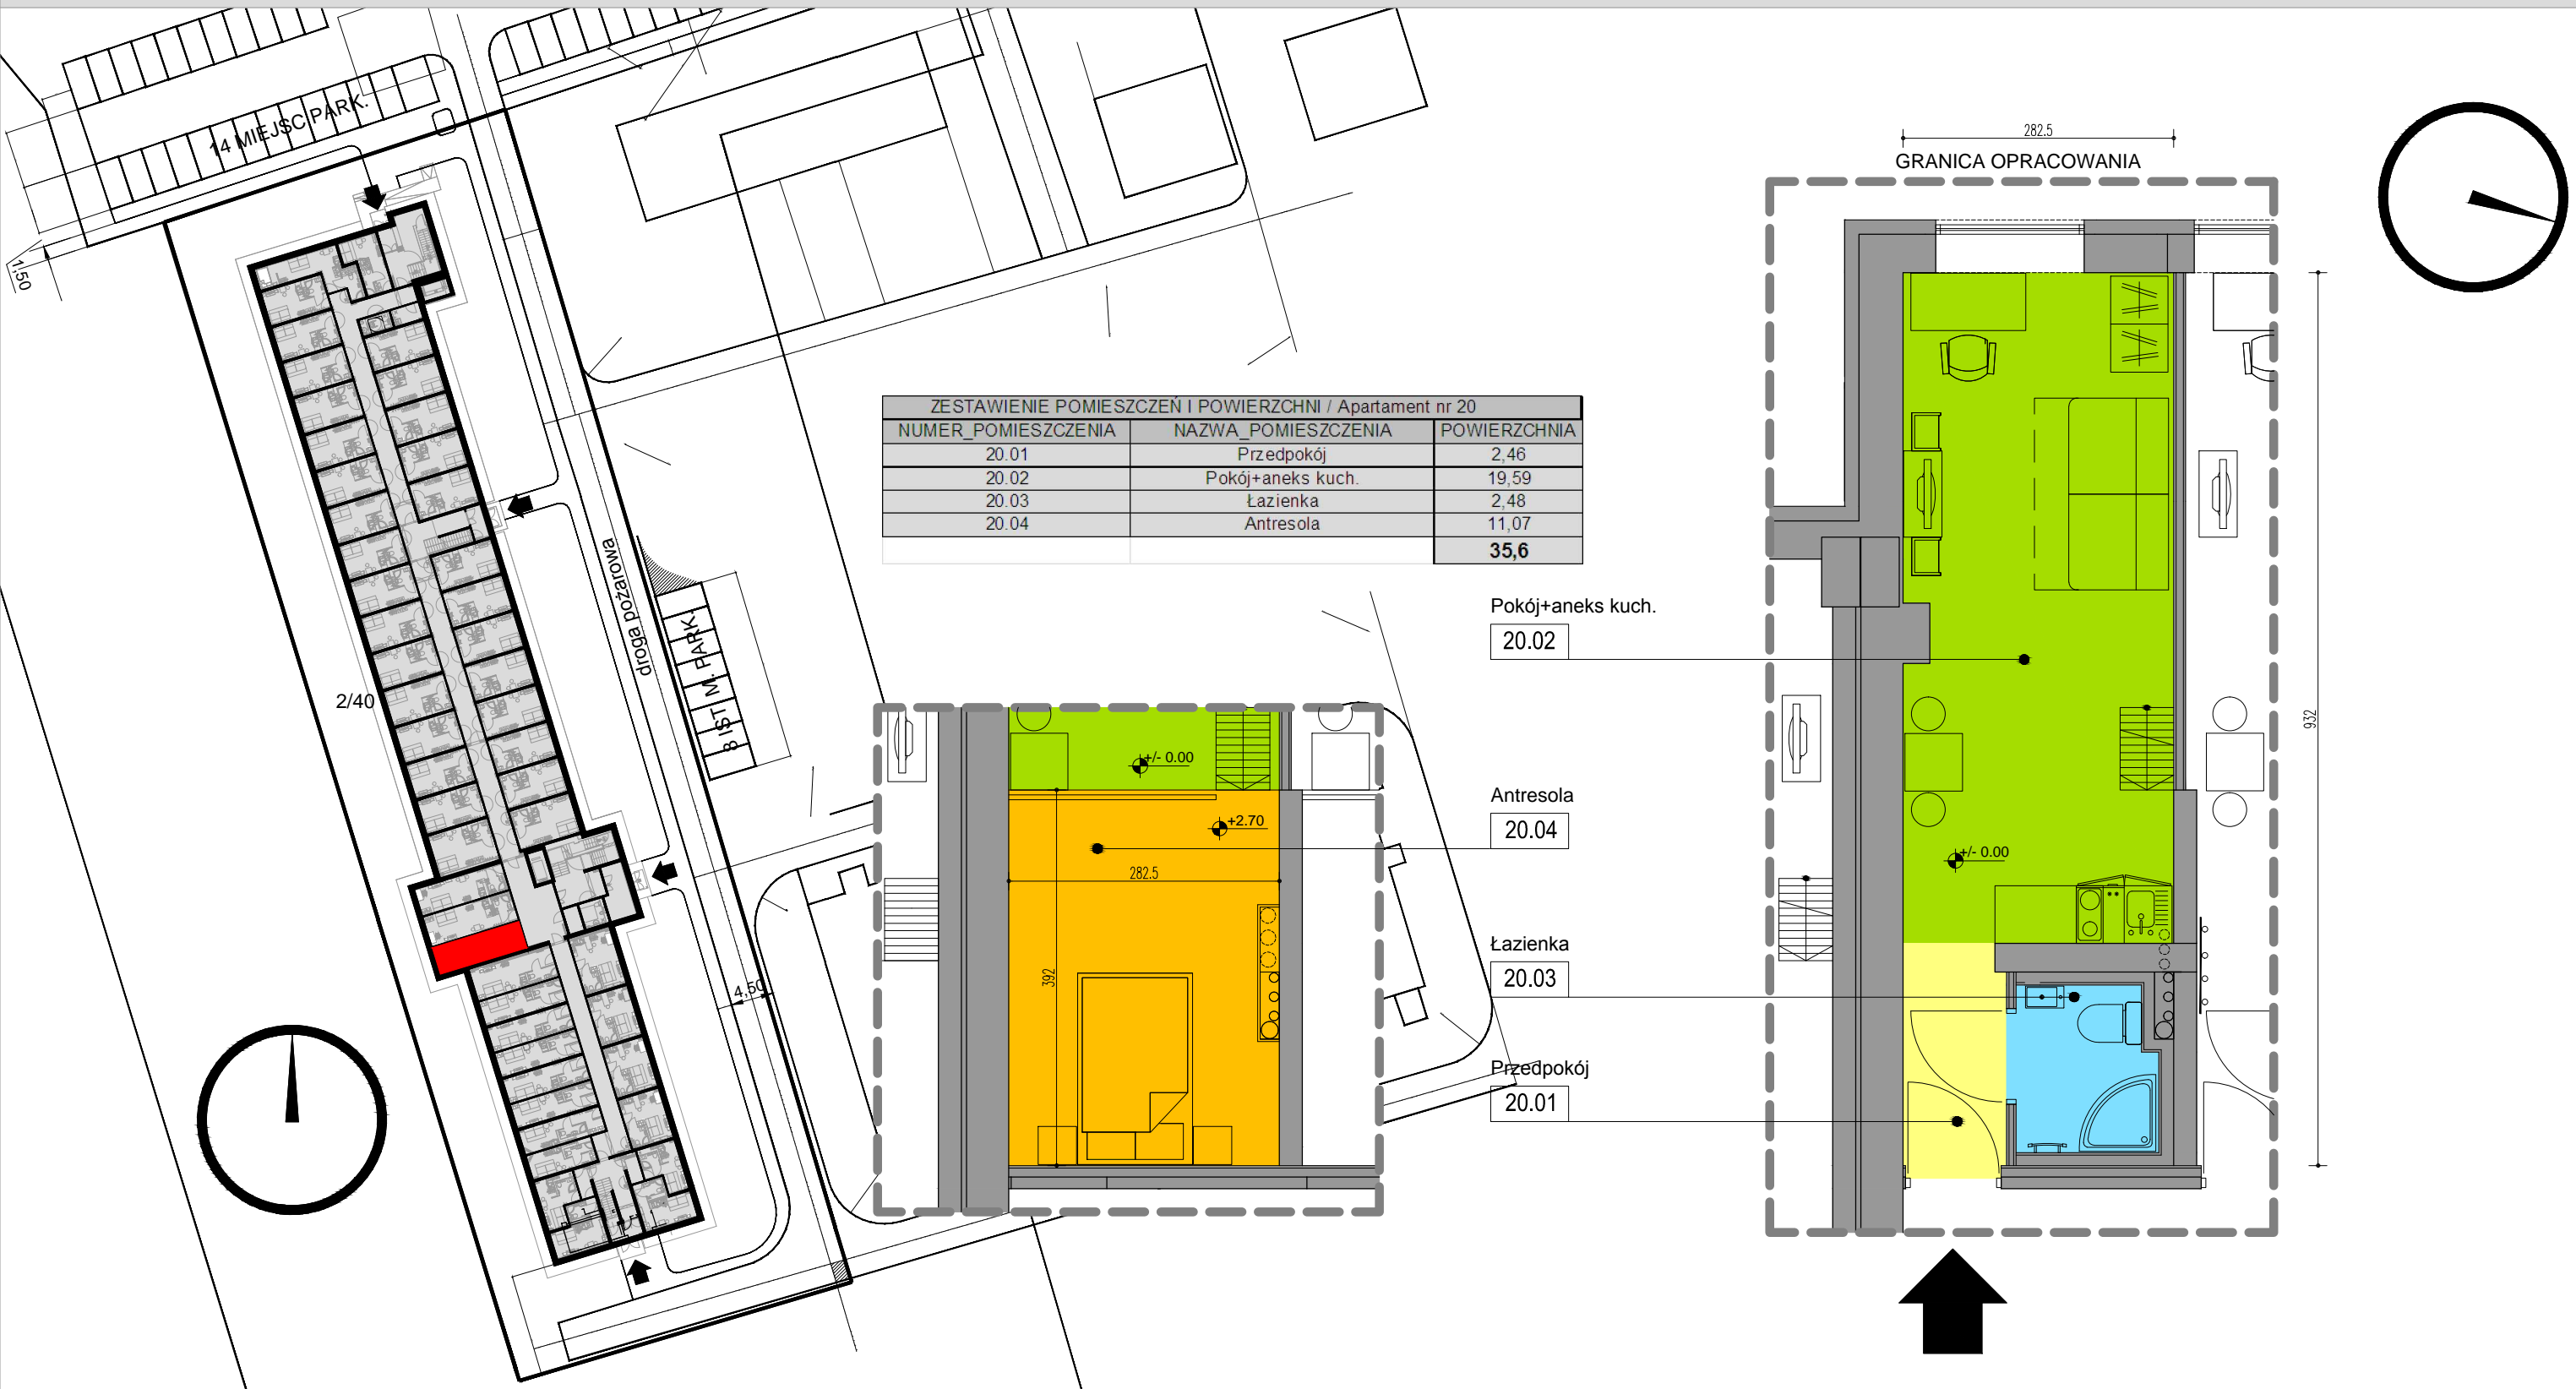 14 MIEJSC PARK.
1,50
droga pożarowa
8 IST. M. PARK.
2/40
4,50
ZESTAWIENIE POMIESZCZEŃ I POWIERZCHNI / Apartament nr 20
NUMER_POMIESZCZENIA NAZWA_POMIESZCZENIA POWIERZCHNIA
20.01 Przedpokój 2,46
20.02 Pokój+aneks kuch. 19,59
20.03 Łazienka 2,48
20.04 Antresola 11,07
35,6
+/- 0.00
+2.70
282.5
392
Pokój+aneks kuch.
20.02
Antresola
20.04
Łazienka
20.03
Przedpokój
20.01
282.5
GRANICA OPRACOWANIA
932
+/- 0.00